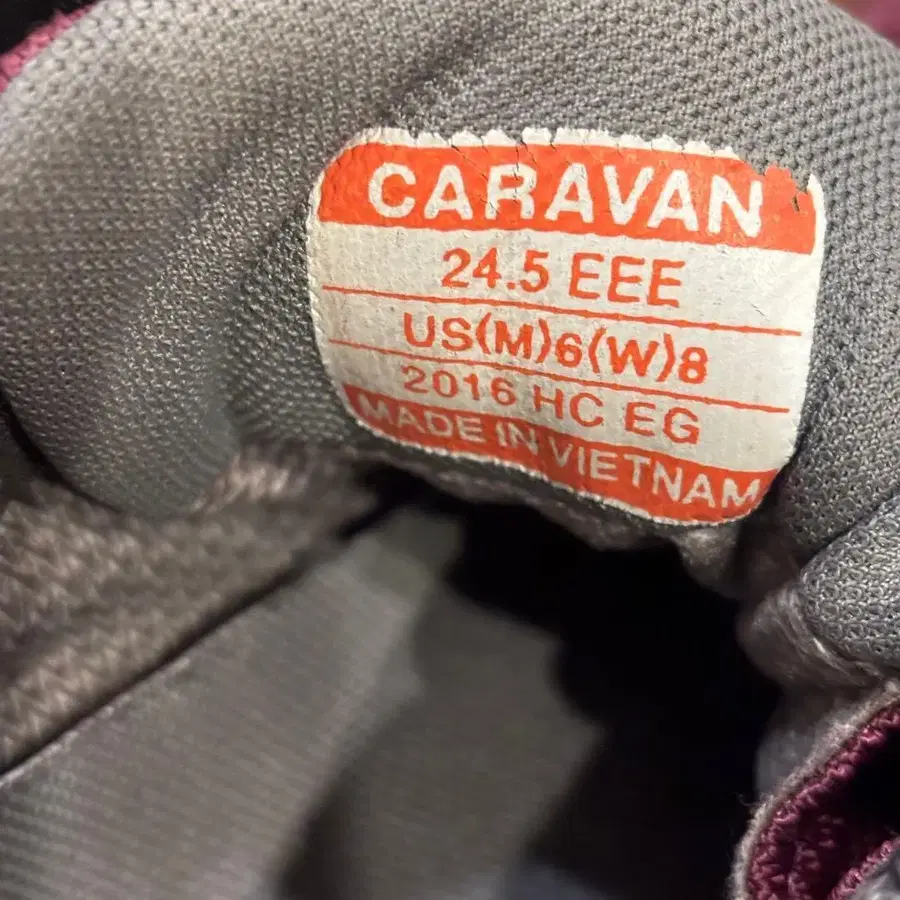 CARAVAN
24.5 EEE
US(M)6(W)8
2016 HC EG
MADE IN VIETNAM